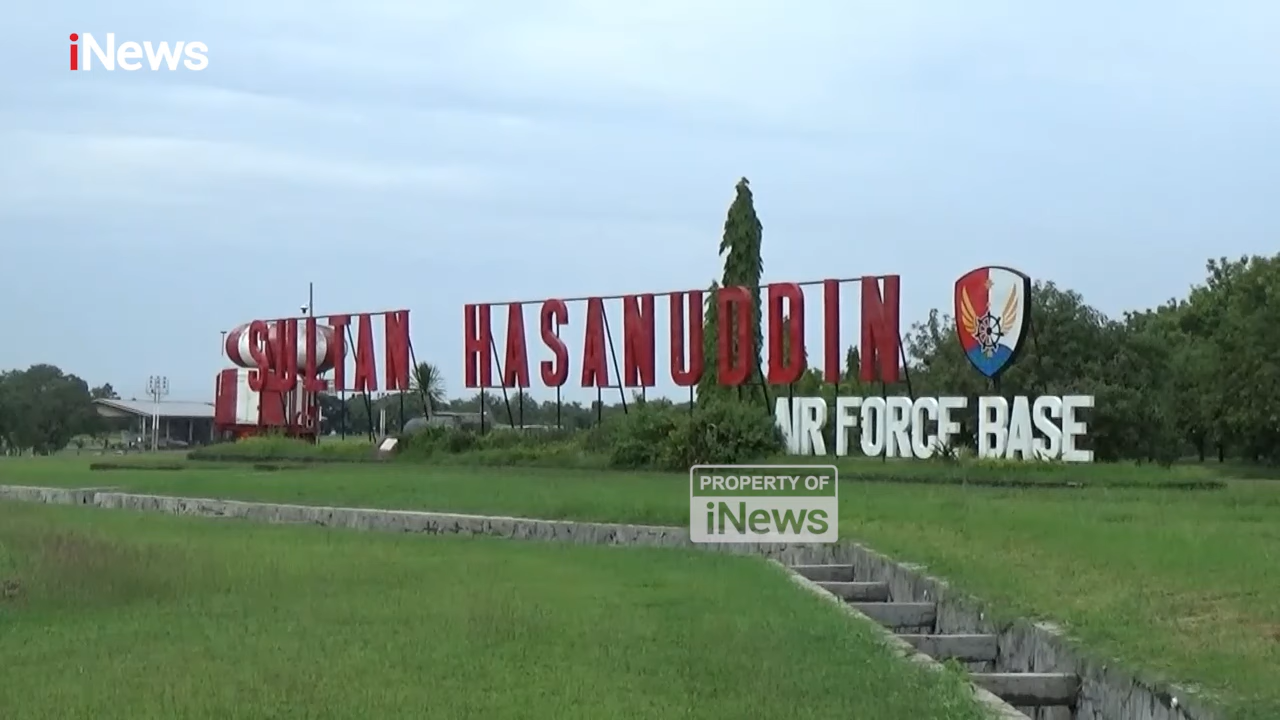 iNews
SULTAN HASANUDDIN
AIR FORCE BASE
PROPERTY OF
iNews